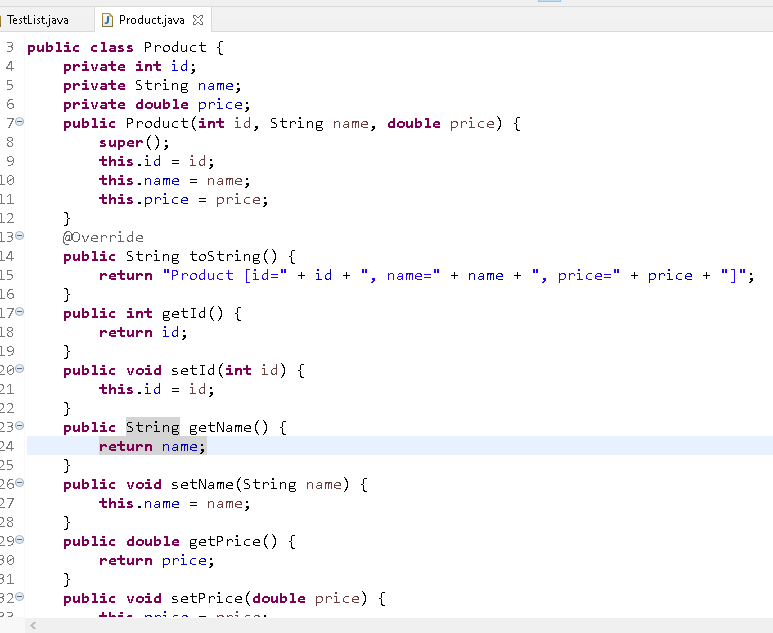 TestList.java Product.java
3 public class Product {
4 private int id;
5 private String name;
6 private double price;
7 public Product(int id, String name, double price) {
8 super();
9 this.id = id;
10 this.name = name;
11 this.price = price;
12 }
13 @Override
14 public String toString() {
15 return "Product [id=" + id + ", name=" + name + ", price=" + price + "]";
16 }
17 public int getId() {
18 return id;
19 }
20 public void setId(int id) {
21 this.id = id;
22 }
23 public String getName() {
24 return name;
25 }
26 public void setName(String name) {
27 this.name = name;
28 }
29 public double getPrice() {
30 return price;
31 }
32 public void setPrice(double price) {
33 this.price = price;